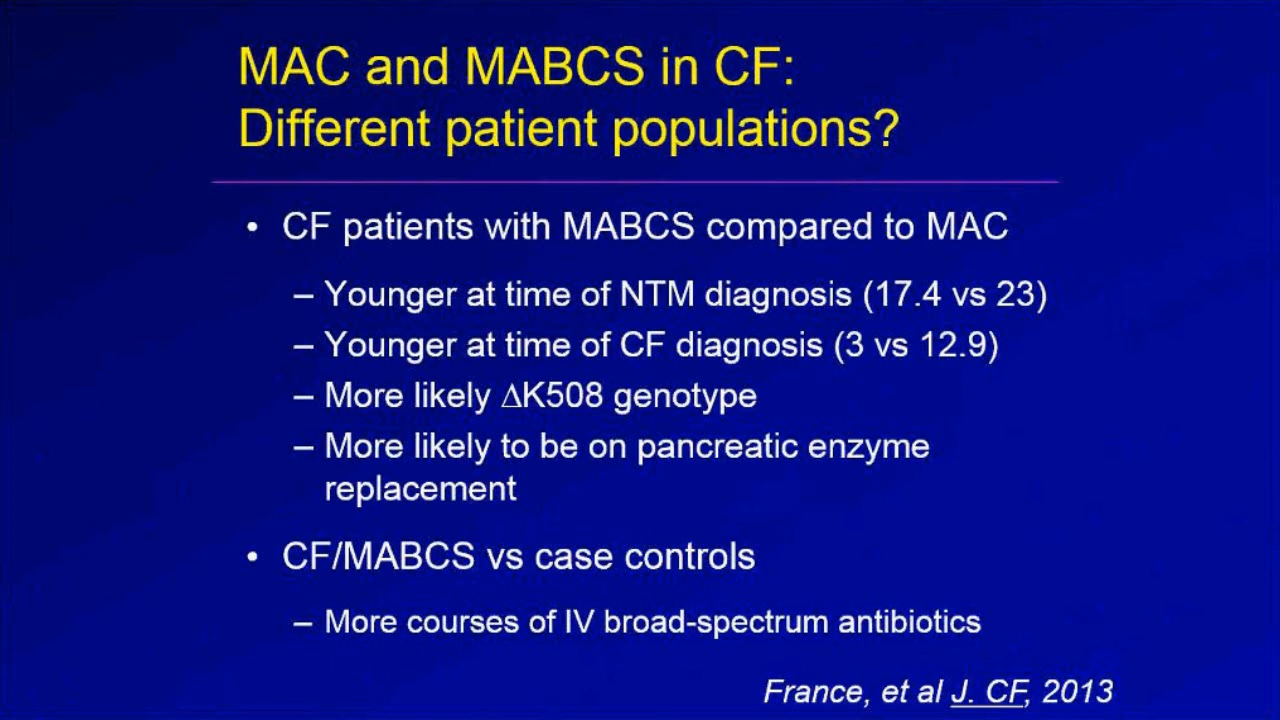 MAC and MABCS in CF:
Different patient populations?
• CF patients with MABCS compared to MAC
– Younger at time of NTM diagnosis (17.4 vs 23)
– Younger at time of CF diagnosis (3 vs 12.9)
– More likely ΔK508 genotype
– More likely to be on pancreatic enzyme
replacement
• CF/MABCS vs case controls
– More courses of IV broad-spectrum antibiotics
France, et al J. CF, 2013